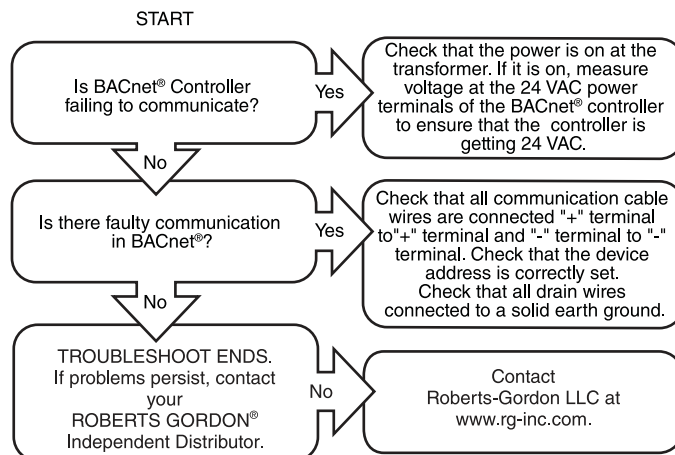 START
Is BACnet® Controller
failing to communicate?
Yes
Check that the power is on at the
transformer. If it is on, measure
voltage at the 24 VAC power
terminals of the BACnet® controller
to ensure that the controller is
getting 24 VAC.
No
Is there faulty communication
in BACnet®?
Yes
Check that all communication cable
wires are connected "+" terminal
to"+" terminal and "-" terminal to "-"
terminal. Check that the device
address is correctly set.
Check that all drain wires
connected to a solid earth ground.
No
TROUBLESHOOT ENDS.
If problems persist, contact
your
ROBERTS GORDON®
Independent Distributor.
No
Contact
Roberts-Gordon LLC at
www.rg-inc.com.